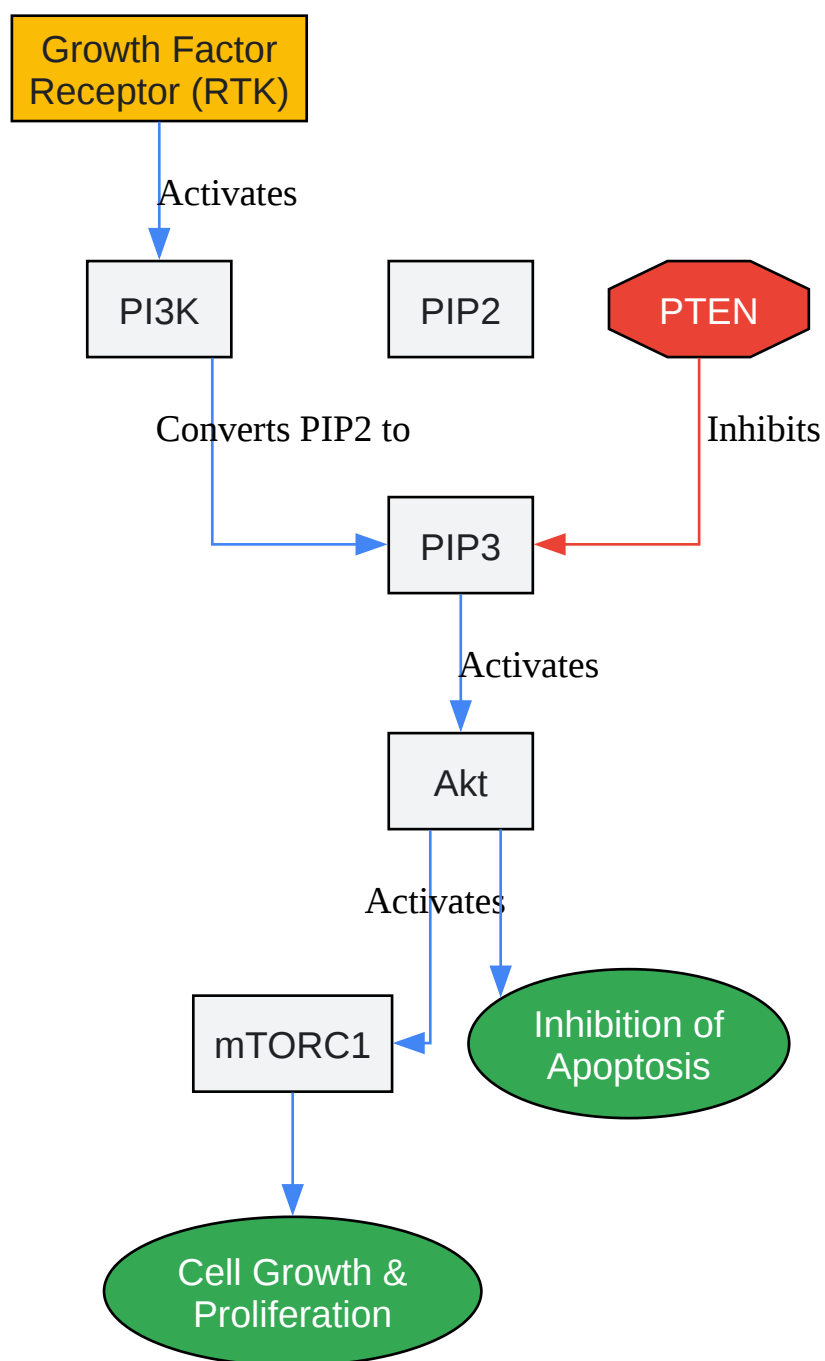 Growth Factor
Receptor (RTK)
Activates
PI3K
PIP2
PTEN
Converts PIP2 to
Inhibits
PIP3
Activates
Akt
Activates
mTORC1
Inhibition of
Apoptosis
Cell Growth &
Proliferation